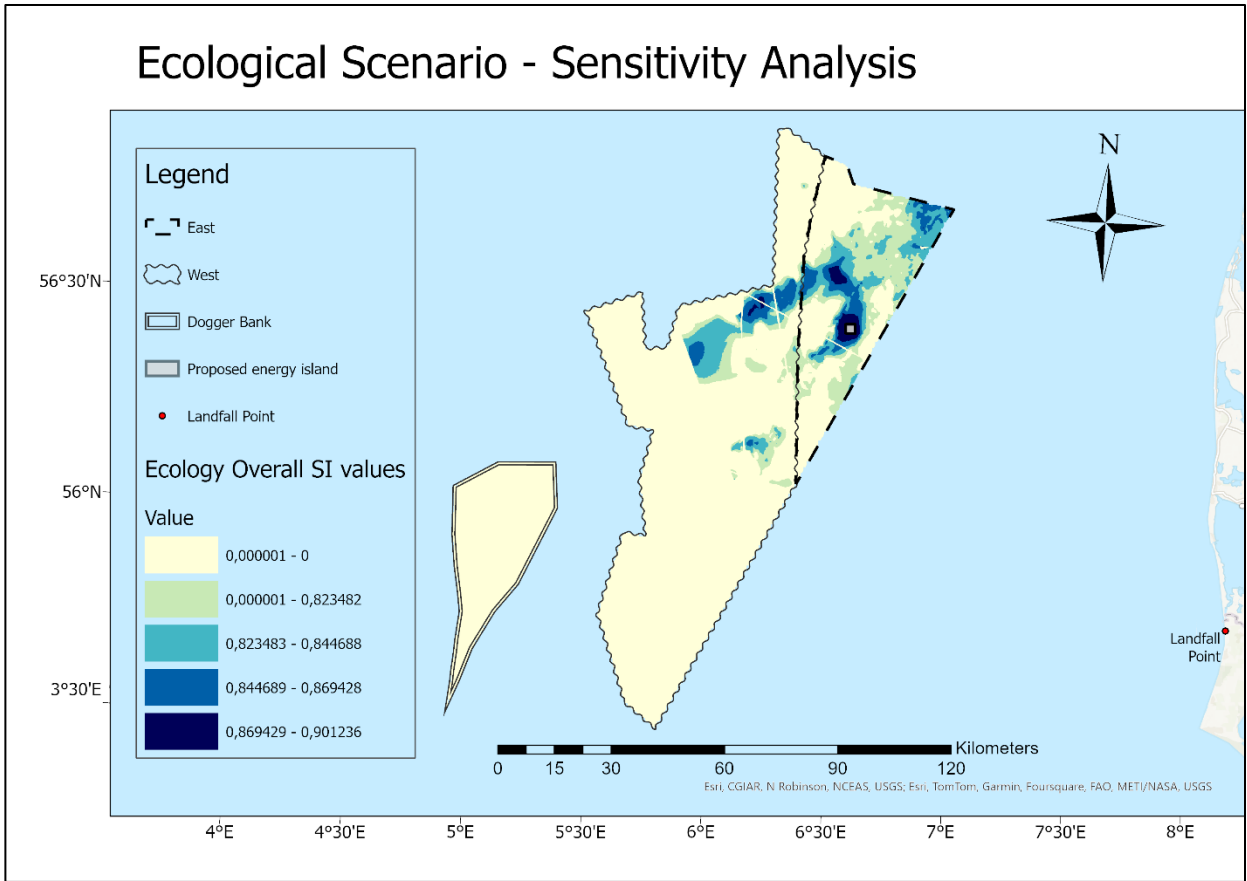 Ecological Scenario - Sensitivity Analysis
Legend
East
West
Dogger Bank
Proposed energy island
Landfall Point
Ecology Overall SI values
Value
0,000001 - 0
0,000001 - 0,823482
0,823483 - 0,844688
0,844689 - 0,869428
0,869429 - 0,901236
N
56°30'N
56°N
3°30'E
Landfall
Point
Kilometers
0 15 30 60 90 120
Esri, CGIAR, N Robinson, NCEAS, USGS; Esri, TomTom, Garmin, Foursquare, FAO, METI/NASA, USGS
4°E 4°30'E 5°E 5°30'E 6°E 6°30'E 7°E 7°30'E 8°E